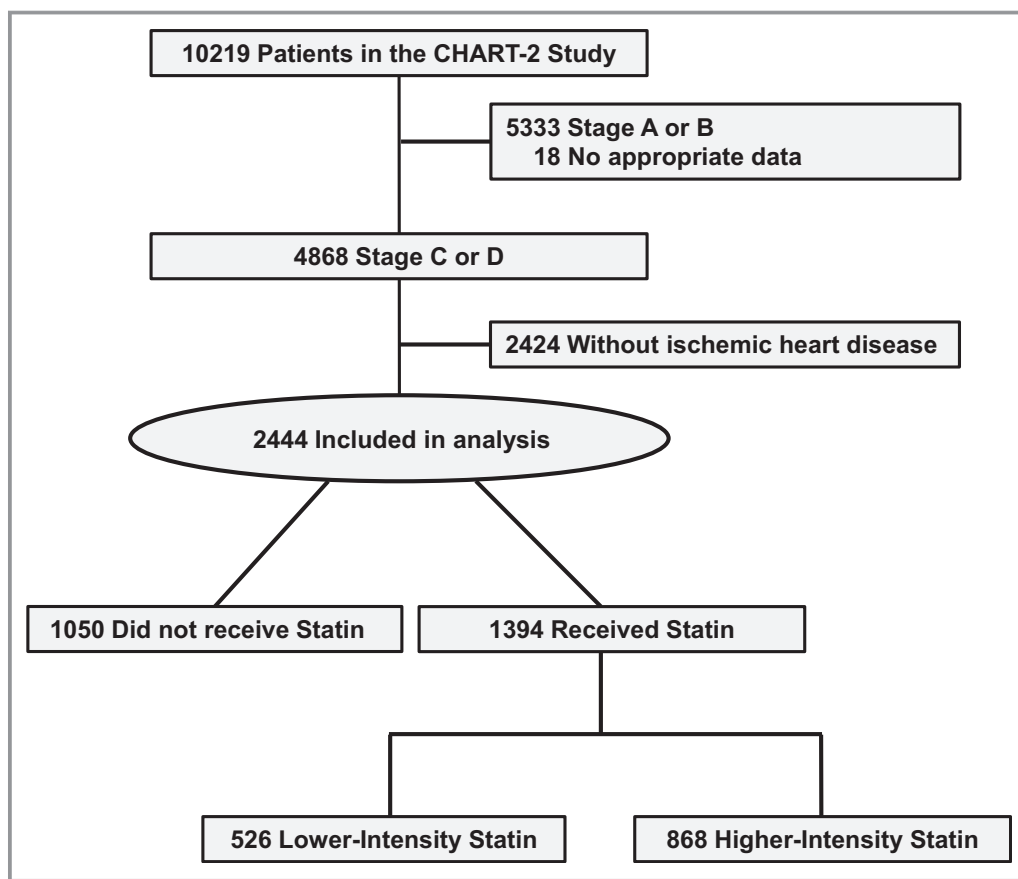 10219 Patients in the CHART-2 Study
5333 Stage A or B
18 No appropriate data
4868 Stage C or D
2424 Without ischemic heart disease
2444 Included in analysis
1050 Did not receive Statin
1394 Received Statin
526 Lower-Intensity Statin
868 Higher-Intensity Statin